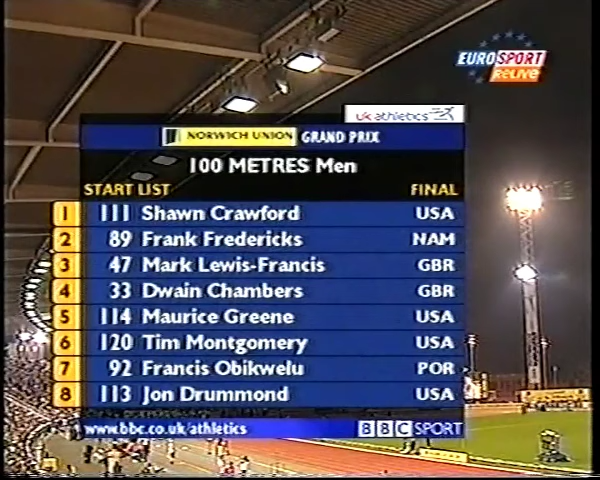 EUROSPORT
RELIVE
uk:athletics
NORWICH UNION GRAND PRIX
100 METRES Men
START LIST FINAL
1 111 Shawn Crawford USA
2 89 Frank Fredericks NAM
3 47 Mark Lewis-Francis GBR
4 33 Dwain Chambers GBR
5 114 Maurice Greene USA
6 120 Tim Montgomery USA
7 92 Francis Obikwelu POR
8 113 Jon Drummond USA
www.bbc.co.uk/athletics BBC SPORT